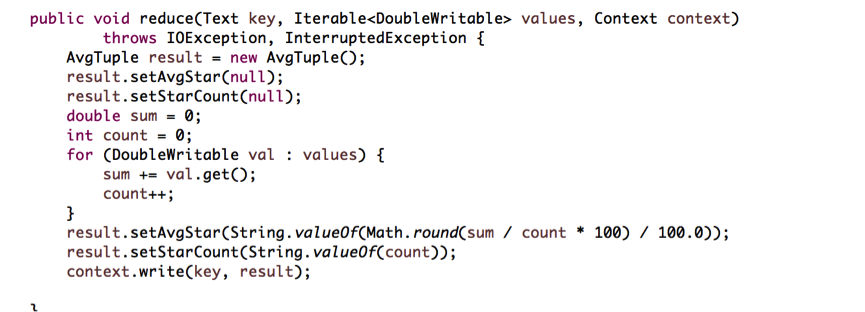 public void reduce(Text key, Iterable<DoubleWritable> values, Context context)
        throws IOException, InterruptedException {
    AvgTuple result = new AvgTuple();
    result.setAvgStar(null);
    result.setStarCount(null);
    double sum = 0;
    int count = 0;
    for (DoubleWritable val : values) {
        sum += val.get();
        count++;
    }
    result.setAvgStar(String.valueOf(Math.round(sum / count * 100) / 100.0));
    result.setStarCount(String.valueOf(count));
    context.write(key, result);